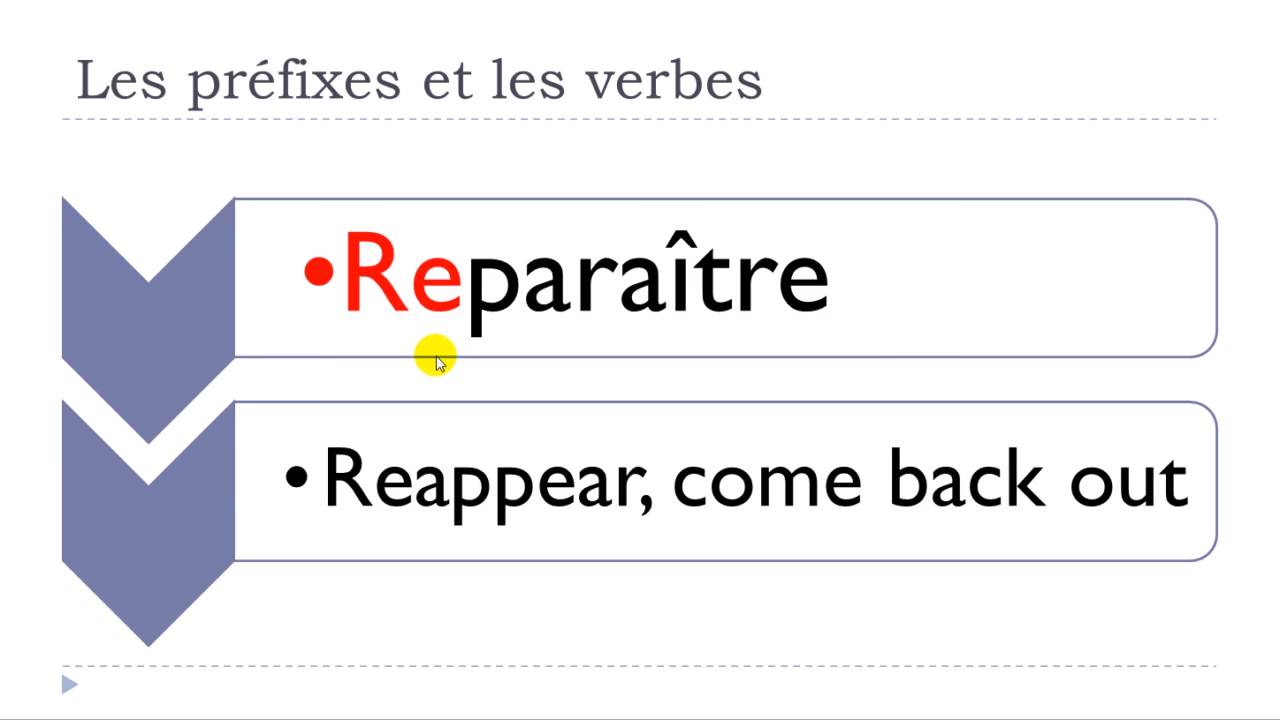 Les préfixes et les verbes
•Reparaître
•Reappear, come back out